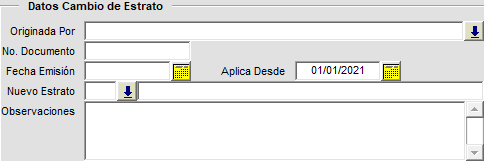 Datos Cambio de Estrato
Originada Por
No. Documento
Fecha Emisión Aplica Desde 01/01/2021
Nuevo Estrato
Observaciones